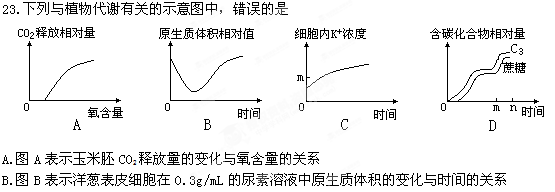 23.下列与植物代谢有关的示意图中，错误的是
CO2释放相对量 原生质体积相对值 细胞内K+浓度 含碳化合物相对量
C3
蔗糖
m
0 氧含量 0 时间 0 时间 0 m n 时间
A B C D
A.图 A 表示玉米胚CO2释放量的变化与氧含量的关系
B.图 B 表示洋葱表皮细胞在 0.3g/mL 的尿素溶液中原生质体积的变化与时间的关系